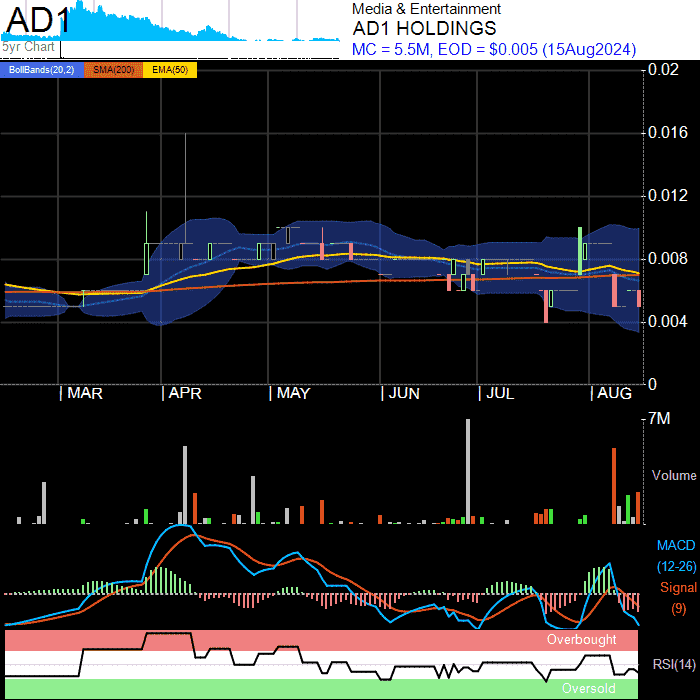 AD1
5yr Chart
Media & Entertainment
AD1 HOLDINGS
MC = 5.5M, EOD = $0.005 (15Aug2024)
BollBands(20,2) SMA(200) EMA(50)
0.02
0.016
0.012
0.008
0.004
0
MAR APR MAY JUN JUL AUG
7M
Volume
MACD
(12-26)
Signal
(9)
Overbought
RSI(14)
Oversold